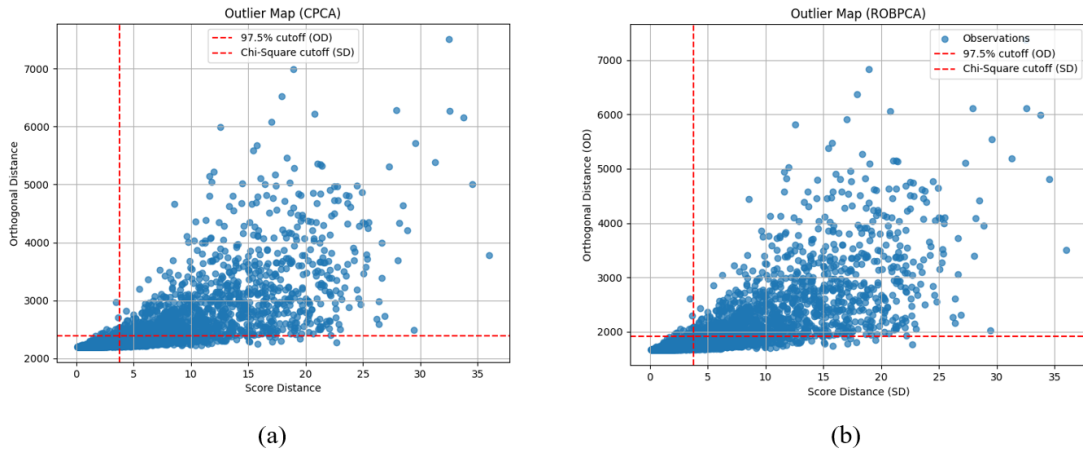 Outlier Map (CPCA)
97.5% cutoff (OD)
Chi-Square cutoff (SD)
Orthogonal Distance
7000
6000
5000
4000
3000
2000
0 5 10 15 20 25 30 35
Score Distance
(a)
Outlier Map (ROBPCA)
Observations
97.5% cutoff (OD)
Chi-Square cutoff (SD)
Orthogonal Distance (OD)
7000
6000
5000
4000
3000
2000
0 5 10 15 20 25 30 35
Score Distance (SD)
(b)